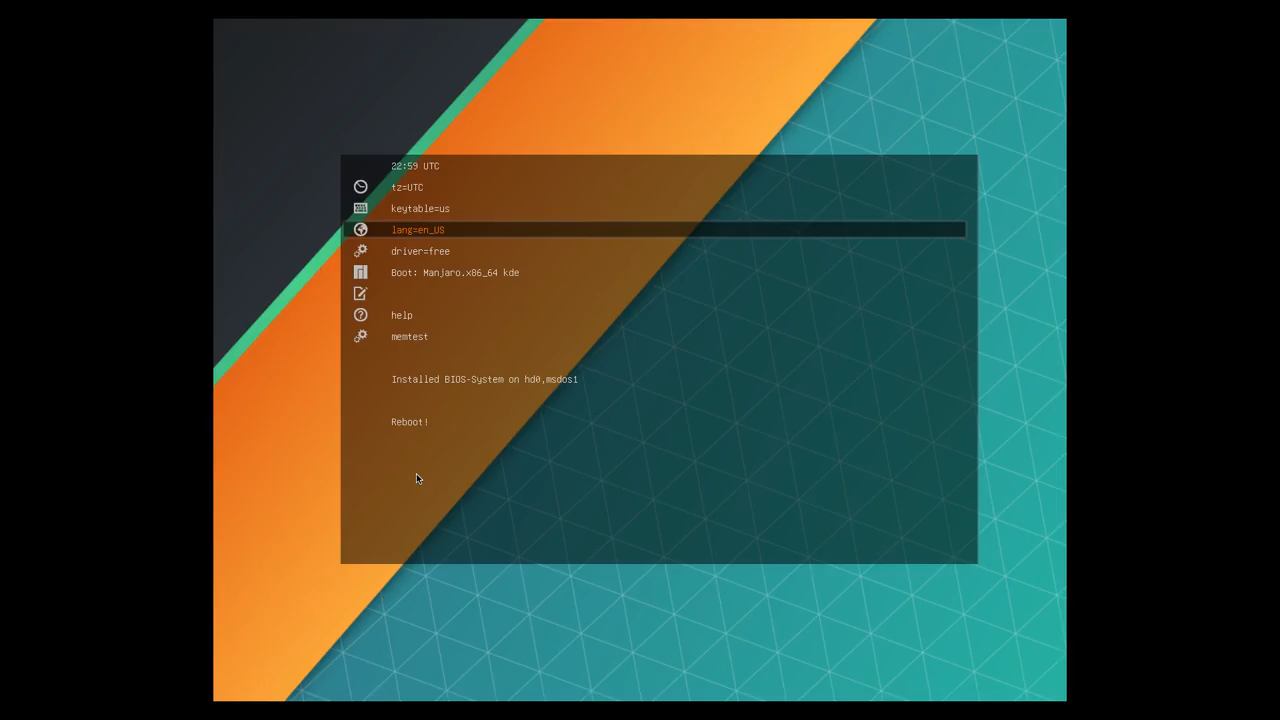 22:59 UTC
tz=UTC
keytable=us
lang=en_US
driver=free
Boot: Manjaro.x86_64 kde
help
memtest
Installed BIOS-System on hd0,msdos1
Reboot!